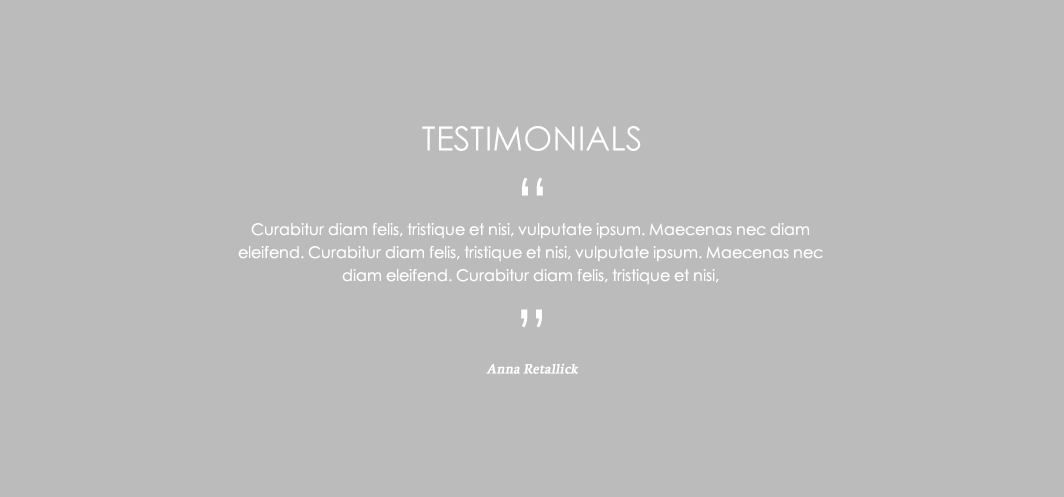 TESTIMONIALS
“
Curabitur diam felis, tristique et nisi, vulputate ipsum. Maecenas nec diam
eleifend. Curabitur diam felis, tristique et nisi, vulputate ipsum. Maecenas nec
diam eleifend. Curabitur diam felis, tristique et nisi,
”
Anna Retallick